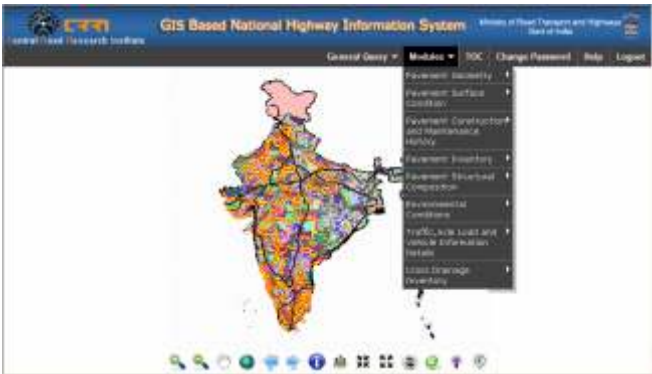 CRRI
Central Road Research Institute
GIS Based National Highway Information System
Ministry of Road Transport and Highways
Govt of India
General Query Modules TOC Change Password Help Logout
Pavement Geometry
Pavement Surface
Condition
Pavement Construction
and Maintenance
History
Pavement Inventory
Pavement Structural
Composition
Environmental
Conditions
Traffic, Axle Load and
Vehicle Information
Details
Cross Drainage
Inventory